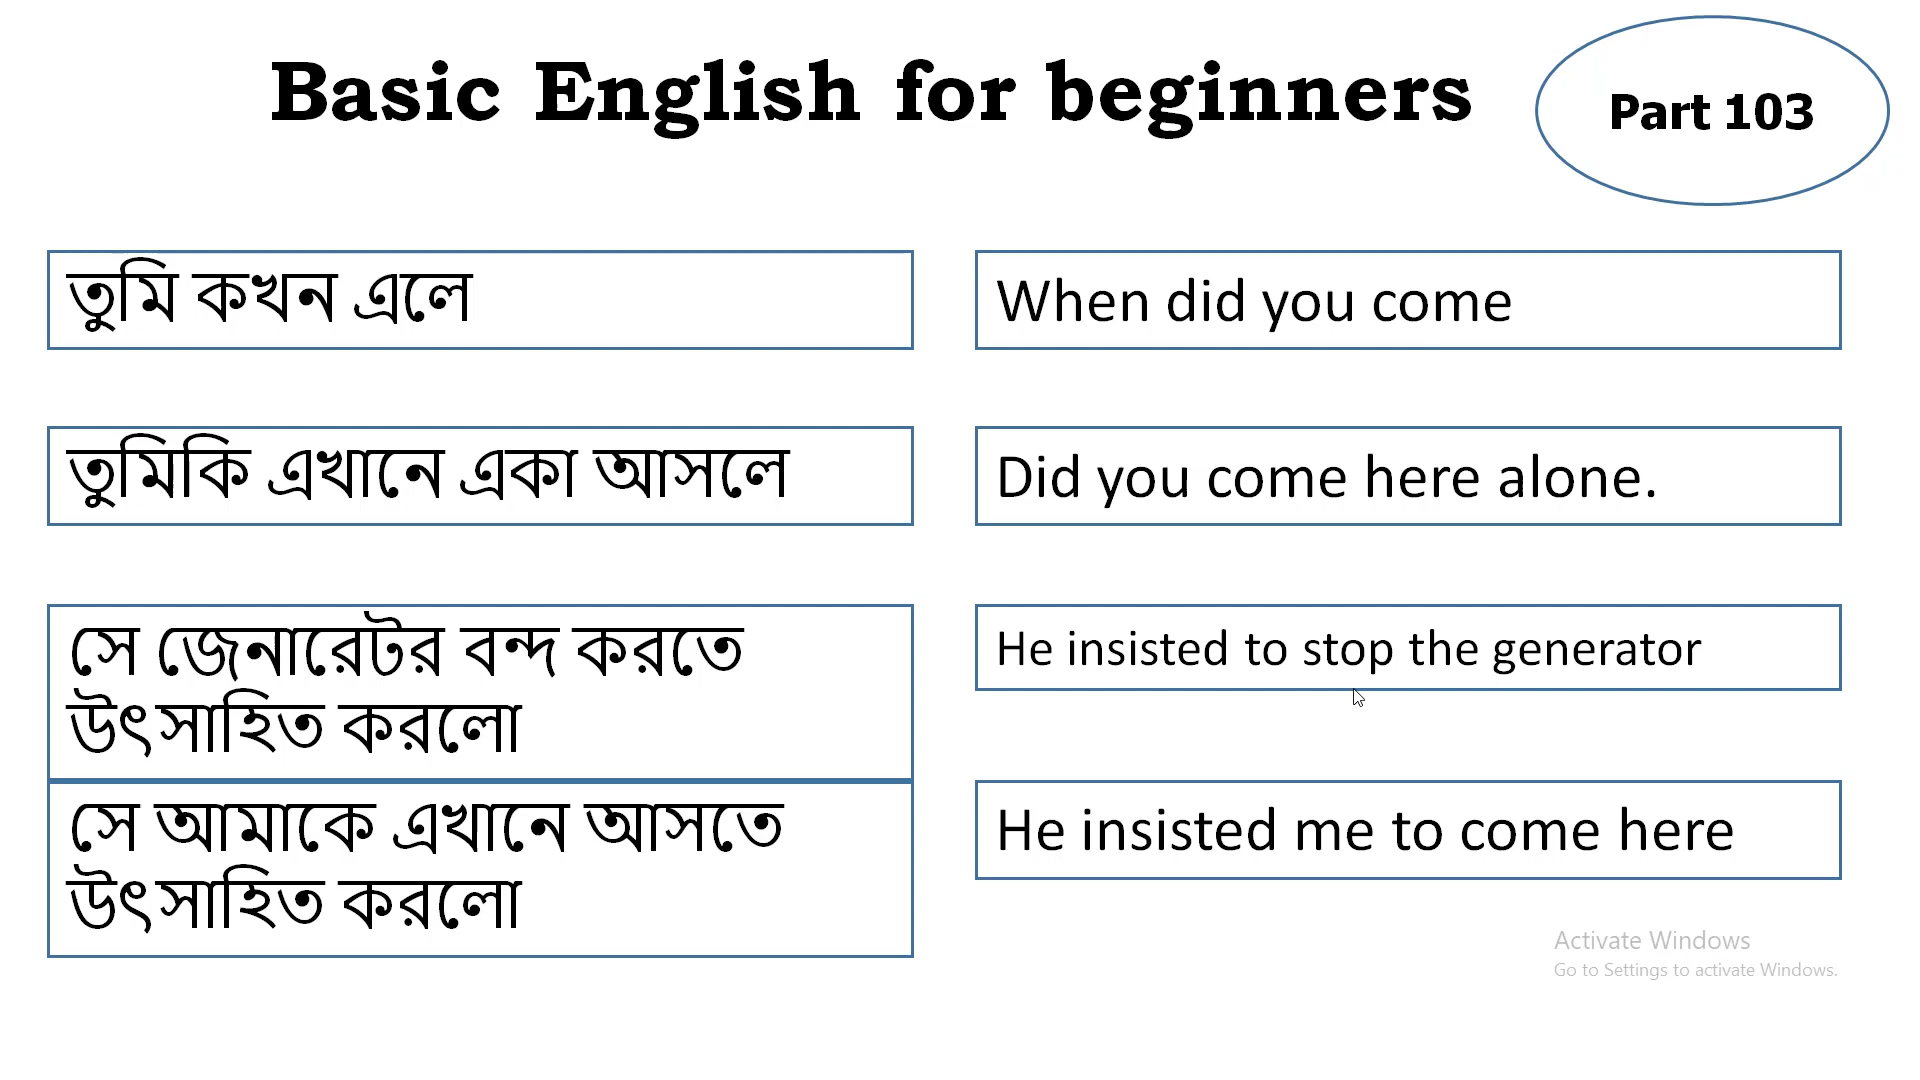 Basic English for beginners
Part 103
তুমি কখন এলে
When did you come
তুমিকি এখানে একা আসলে
Did you come here alone.
সে জেনারেটর বন্দ করতে
উৎসাহিত করলো
He insisted to stop the generator
সে আমাকে এখানে আসতে
উৎসাহিত করলো
He insisted me to come here
Activate Windows
Go to Settings to activate Windows.